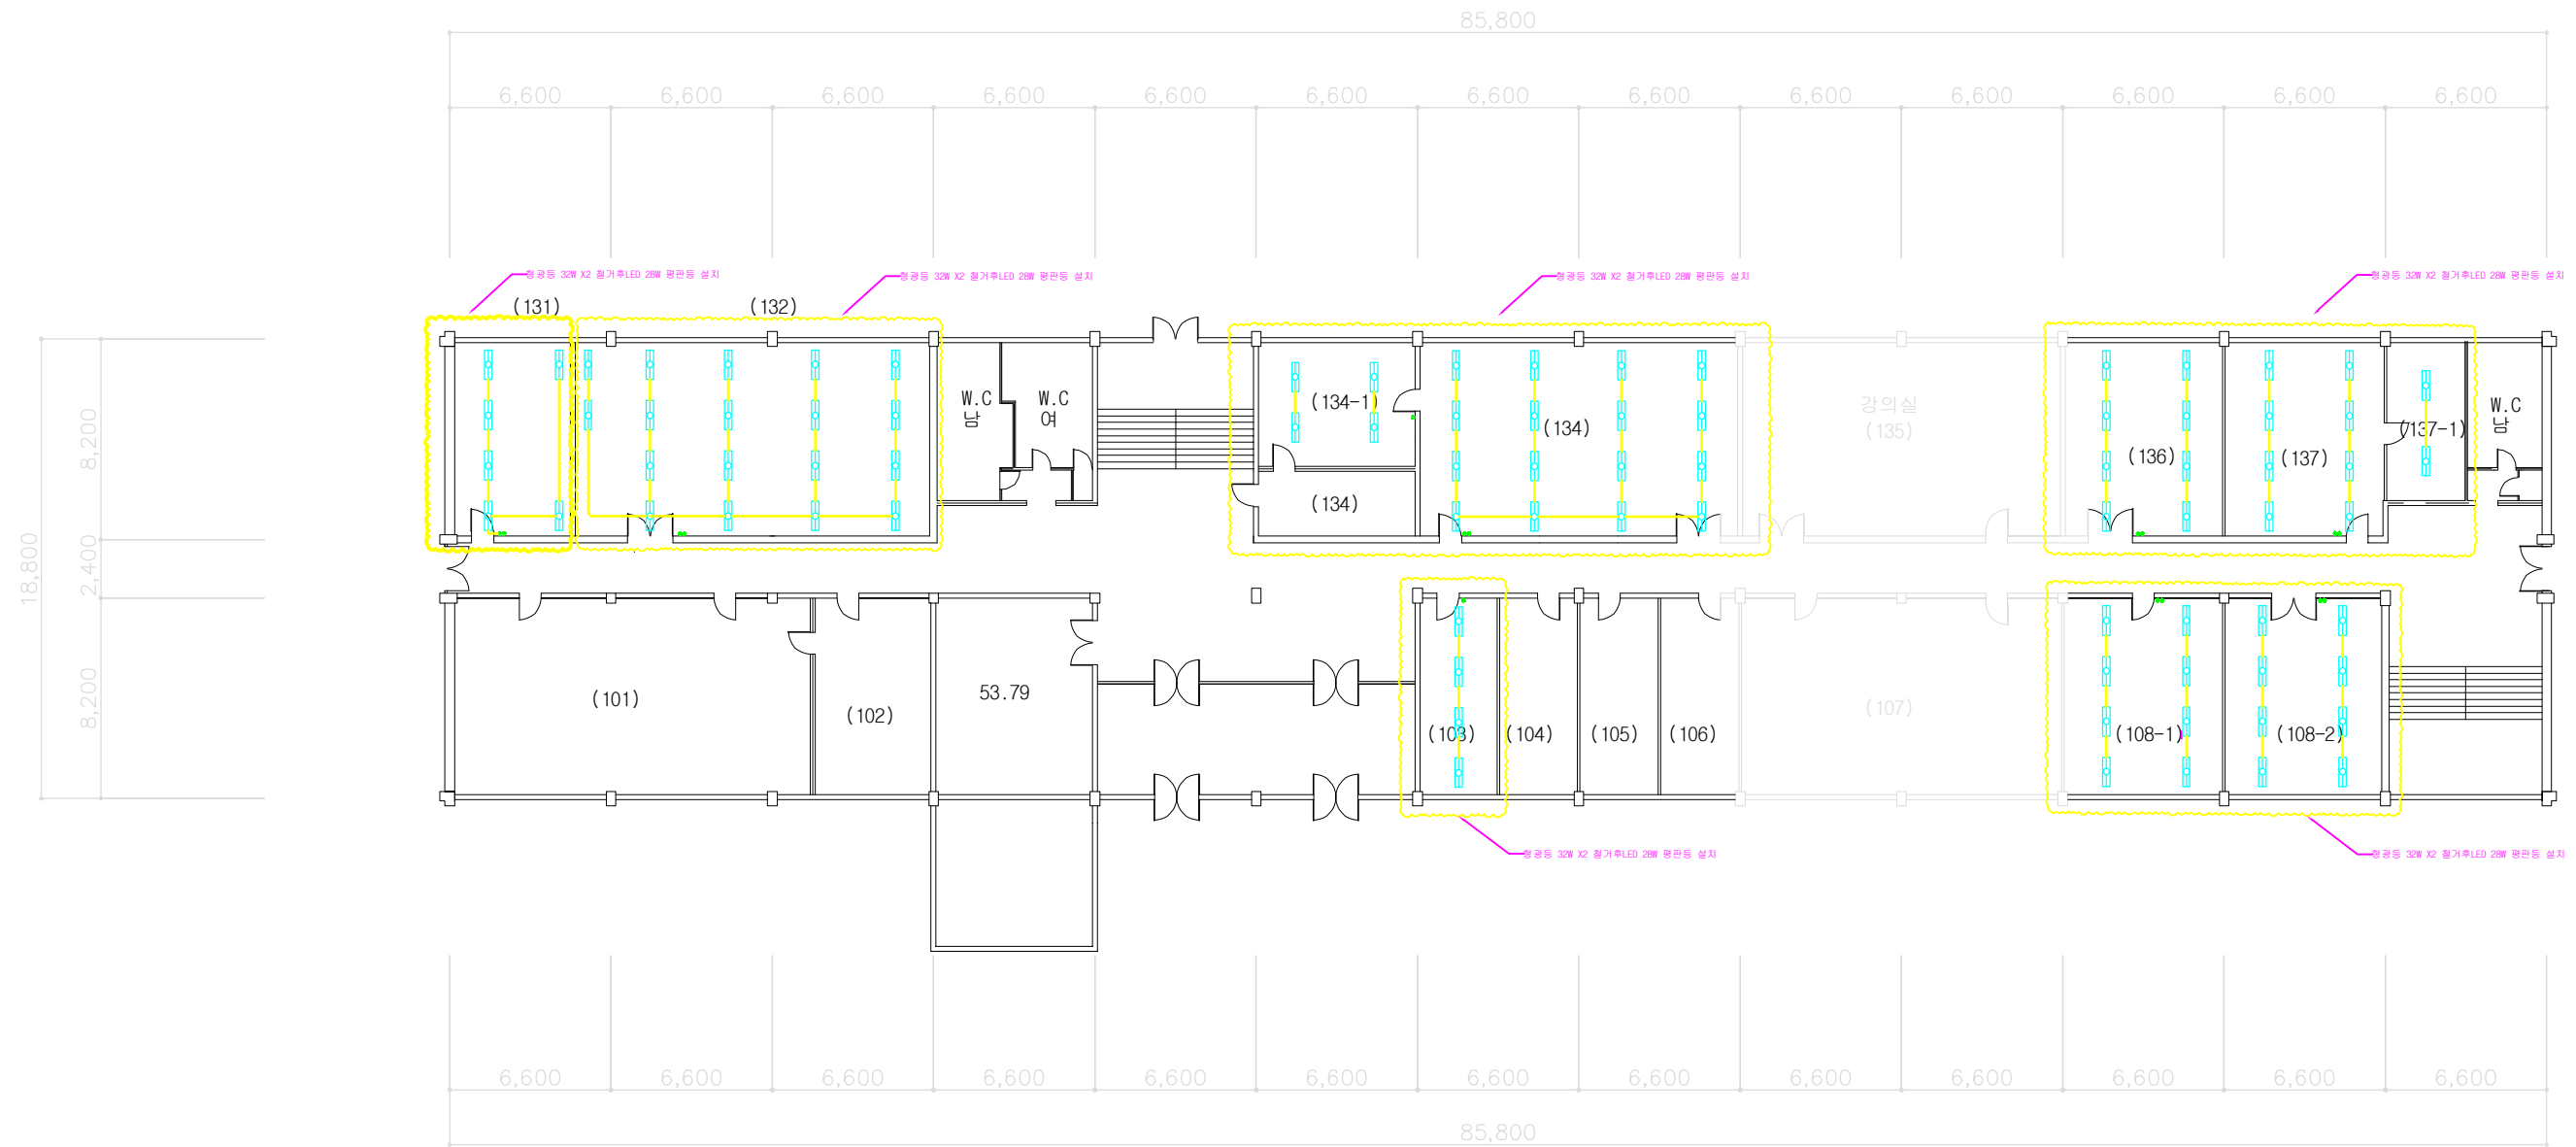 85,800
6,600 6,600 6,600 6,600 6,600 6,600 6,600 6,600 6,600 6,600 6,600 6,600 6,600
형광등 32W X2 철거후LED 28W 평판등 설치
형광등 32W X2 철거후LED 28W 평판등 설치
형광등 32W X2 철거후LED 28W 평판등 설치
형광등 32W X2 철거후LED 28W 평판등 설치
(131)
(132)
W.C
남
W.C
여
(134-1)
(134)
(134)
강의실
(135)
(136)
(137)
(137-1)
W.C
남
18,800
8,200
2,400
8,200
(101)
(102)
53.79
(103)
(104)
(105)
(106)
(107)
(108-1)
(108-2)
형광등 32W X2 철거후LED 28W 평판등 설치
형광등 32W X2 철거후LED 28W 평판등 설치
6,600 6,600 6,600 6,600 6,600 6,600 6,600 6,600 6,600 6,600 6,600 6,600 6,600
85,800